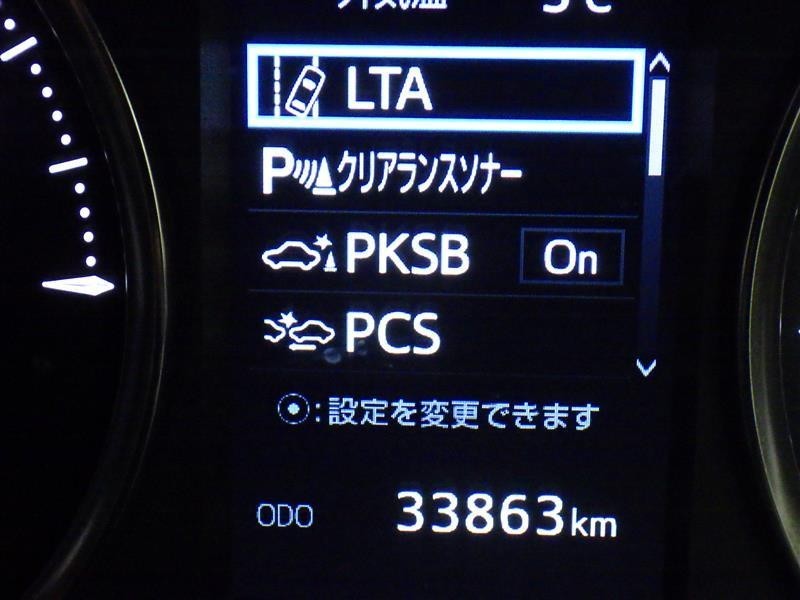 LTA
Pクリアランスソナー
PKSB On
PCS
:設定を変更できます
ODO 33863km